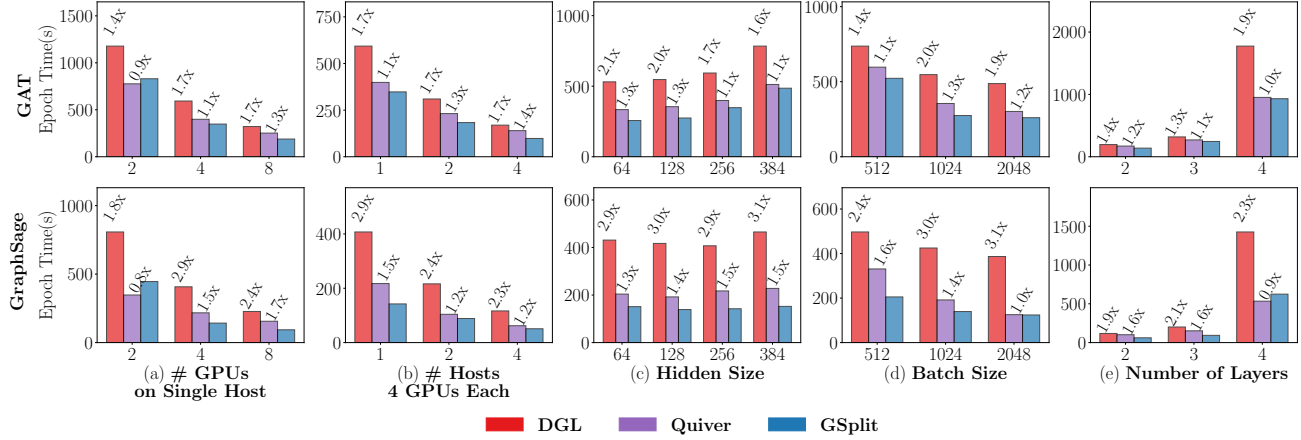 GAT
Epoch Time(s)
1500
1000
500
0
1.4x
0.9x
1.7x
1.1x
1.7x
1.3x
2
4
8
750
500
250
0
1.7x
1.1x
1.7x
1.3x
1.7x
1.4x
1
2
4
1000
500
0
2.1x
1.3x
2.0x
1.3x
1.7x
1.1x
1.6x
1.1x
64
128
256
384
1000
500
0
1.4x
1.1x
2.0x
1.3x
1.9x
1.2x
512
1024
2048
2000
1000
0
1.4x
1.2x
1.3x
1.1x
1.9x
1.0x
2
3
4
GraphSage
Epoch Time(s)
1000
500
0
1.8x
0.8x
2.9x
1.5x
2.4x
1.7x
2
4
8
(a) # GPUs
on Single Host
400
200
0
2.9x
1.5x
2.4x
1.2x
2.3x
1.2x
1
2
4
(b) # Hosts
4 GPUs Each
600
400
200
0
2.9x
1.3x
3.0x
1.4x
2.9x
1.5x
3.1x
1.5x
64
128
256
384
(c) Hidden Size
600
400
200
0
2.4x
1.6x
3.0x
1.4x
3.1x
1.0x
512
1024
2048
(d) Batch Size
1500
1000
500
0
1.9x
1.6x
2.1x
1.6x
2.3x
0.9x
2
3
4
(e) Number of Layers
DGL
Quiver
GSplit